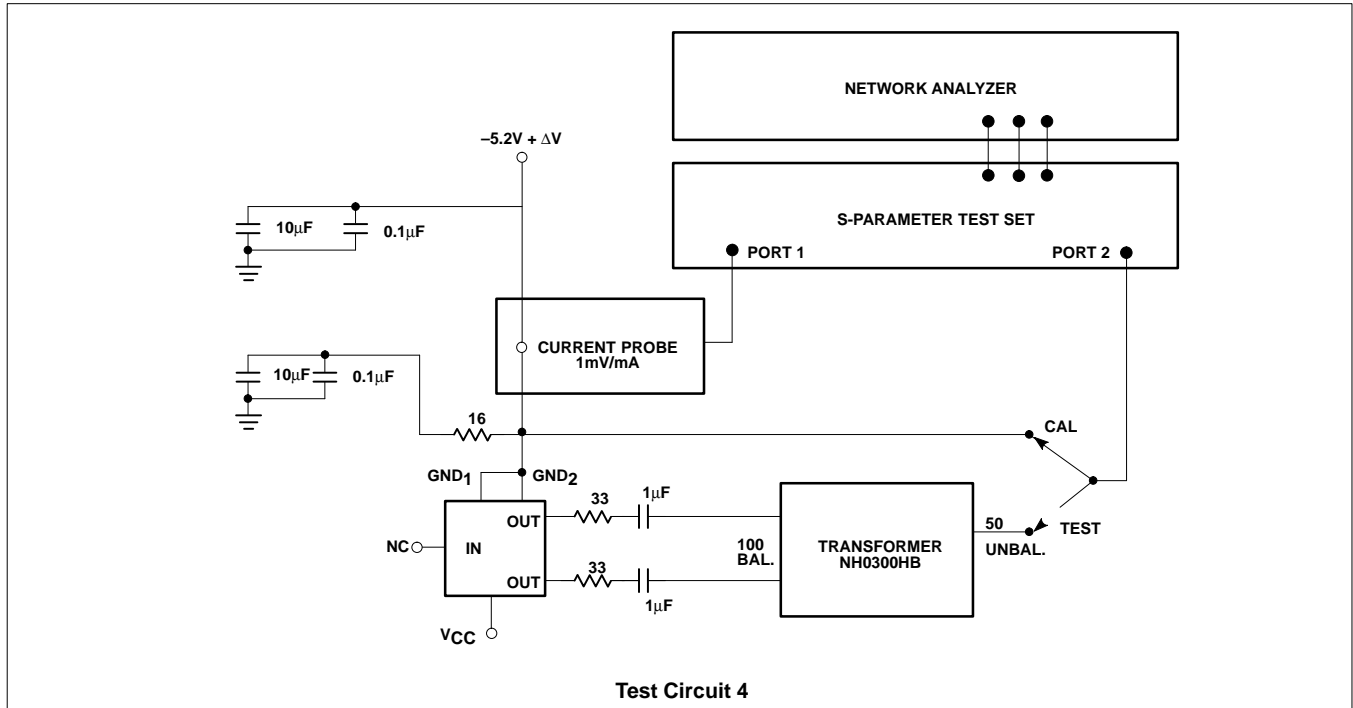 NETWORK ANALYZER
–5.2V + ΔV
S-PARAMETER TEST SET
10μF
0.1μF
PORT 1
PORT 2
CURRENT PROBE
1mV/mA
10μF
0.1μF
16
CAL
GND1
GND2
33
1μF
OUT
50
TEST
NC
IN
100
BAL.
TRANSFORMER
NH0300HB
UNBAL.
OUT
33
1μF
VCC
Test Circuit 4